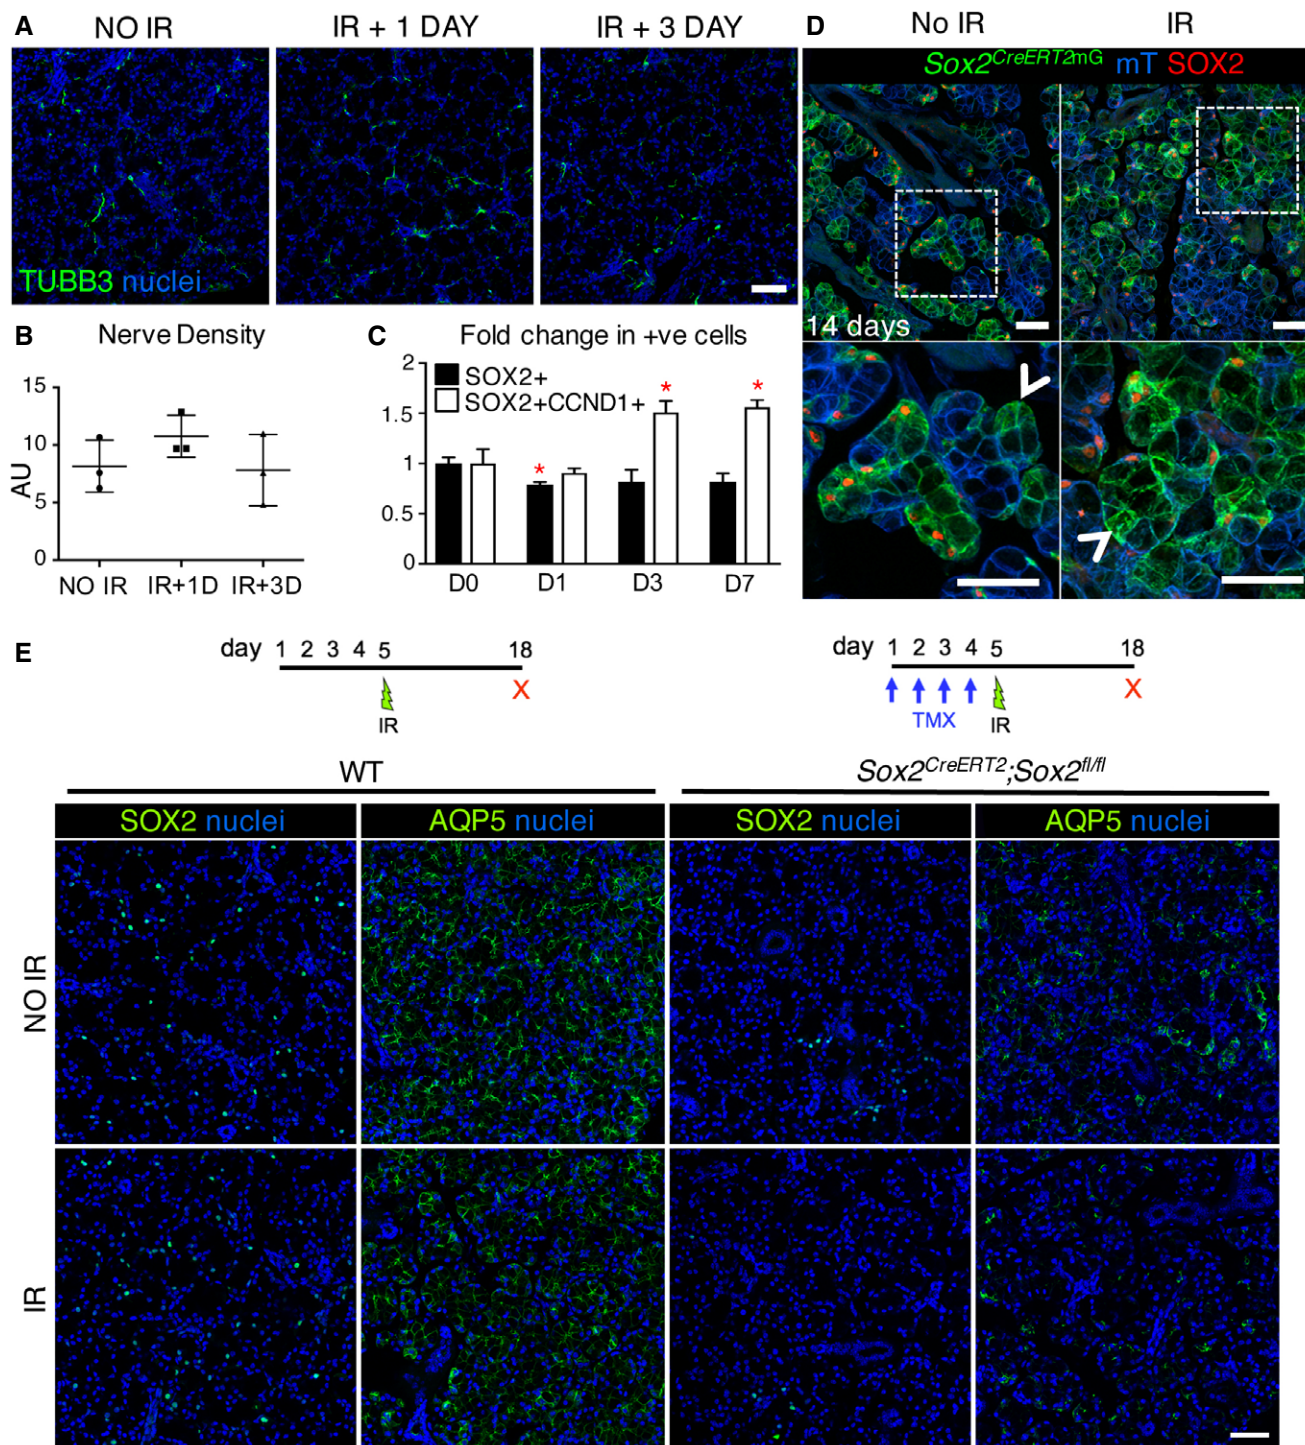 A
NO IR
IR + 1 DAY
IR + 3 DAY
TUBB3 nuclei
B
Nerve Density
15
10
5
0
AU
NO IR
IR+1D
IR+3D
C
Fold change in +ve cells
SOX2+
SOX2+CCND1+
2
1.5
1
0.5
0
*
*
*
D0
D1
D3
D7
D
No IR
IR
Sox2CreERT2mG mT SOX2
14 days
E
day 1 2 3 4 5 18
IR
X
day 1 2 3 4 5 18
TMX
IR
X
WT
Sox2CreERT2;Sox2fl/fl
SOX2 nuclei
AQP5 nuclei
SOX2 nuclei
AQP5 nuclei
NO IR
IR